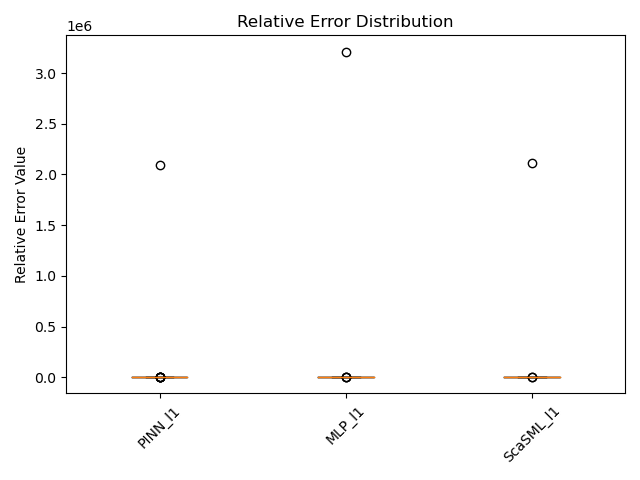 Relative Error Distribution
1e6
Relative Error Value
3.0
2.5
2.0
1.5
1.0
0.5
0.0
PINN_l1
MLP_l1
ScaSML_l1